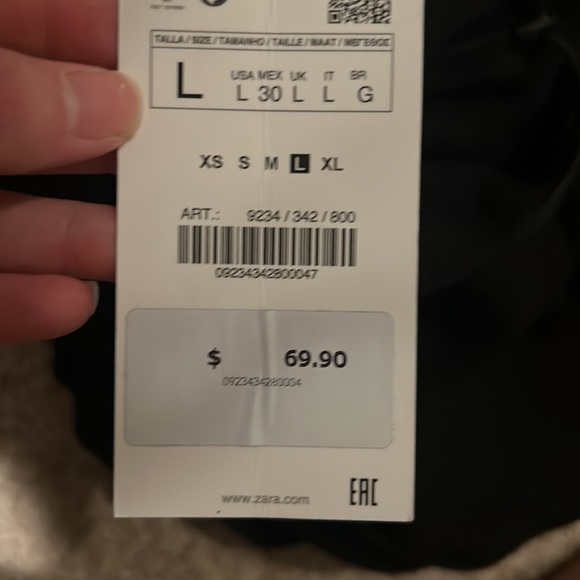 TALLA / SIZE / TAMANHO / TAILLE / MAAT /
L
USA MEX UK IT BR
L 30 L L G
XS S M L XL
ART.: 9234 / 342 / 800
09234342800047
$ 69.90
www.zara.com
EAC